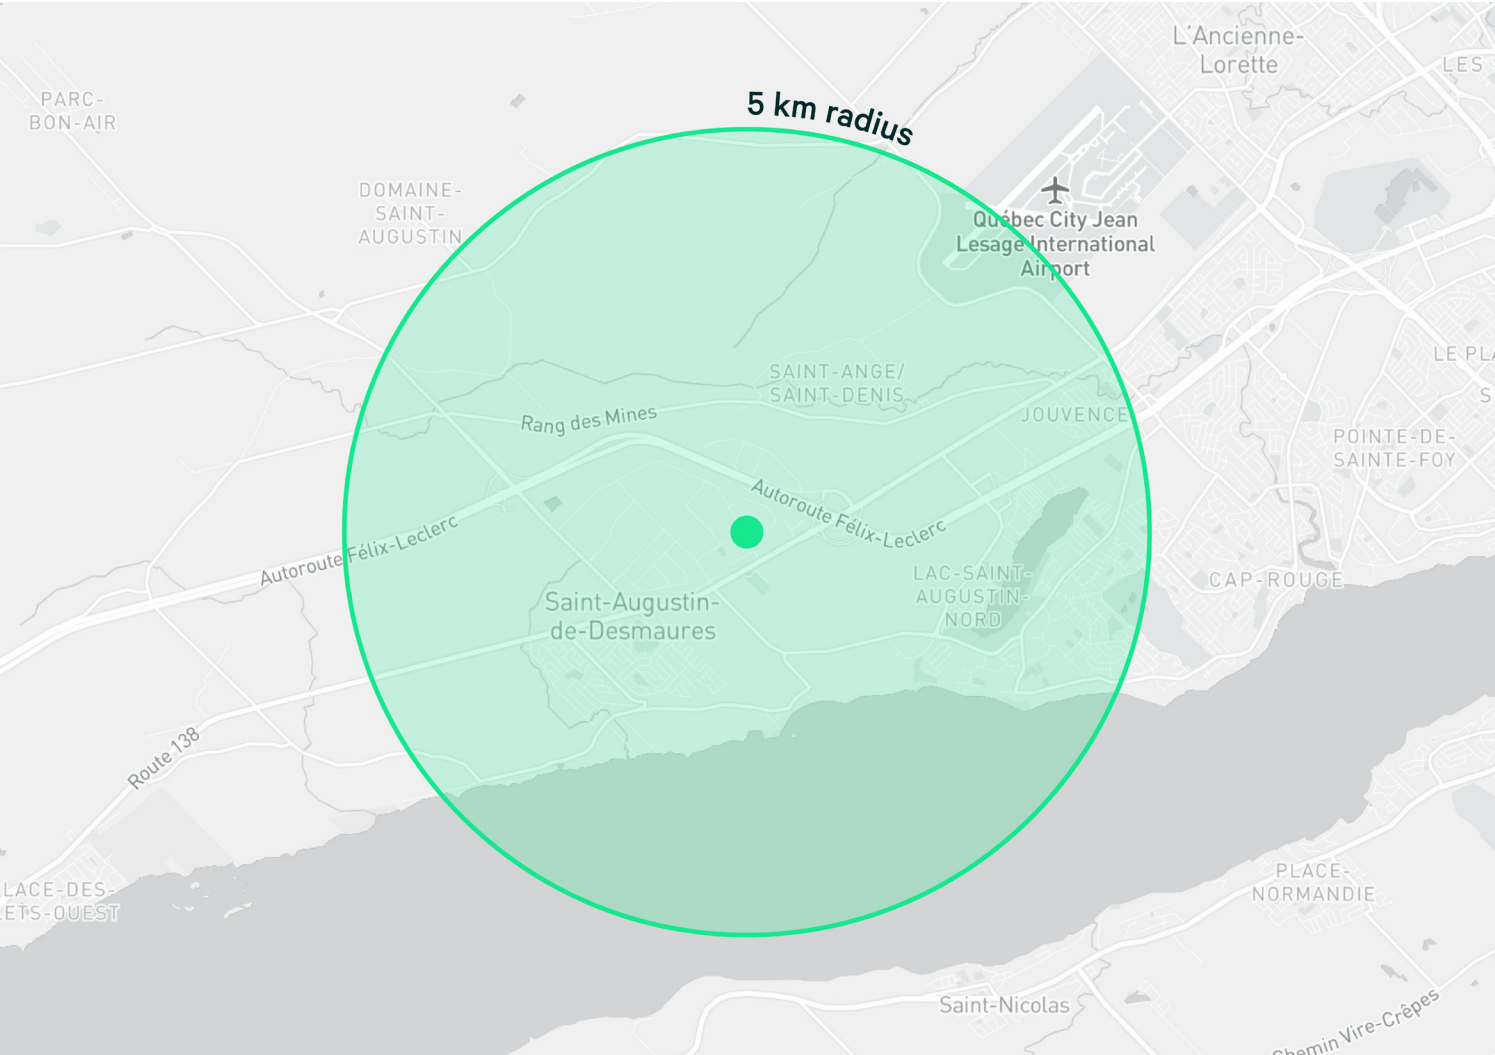 L'Ancienne-
Lorette
LES
PARC-
BON-AIR
5 km radius
DOMAINE-
SAINT-
AUGUSTIN
Québec City Jean
Lesage International
Airport
LE PLA
S
SAINT-ANGE/
SAINT-DENIS
JOUVENCE
Rang des Mines
POINTE-DE-
SAINTE-FOY
Autoroute Félix-Leclerc
Autoroute Félix-Leclerc
LAC-SAINT-
AUGUSTIN-
NORD
CAP-ROUGE
Saint-Augustin-
de-Desmaures
Route 138
LACE-DES-
LETS-OUEST
PLACE-
NORMANDIE
Saint-Nicolas
Chemin Vire-Crêpes